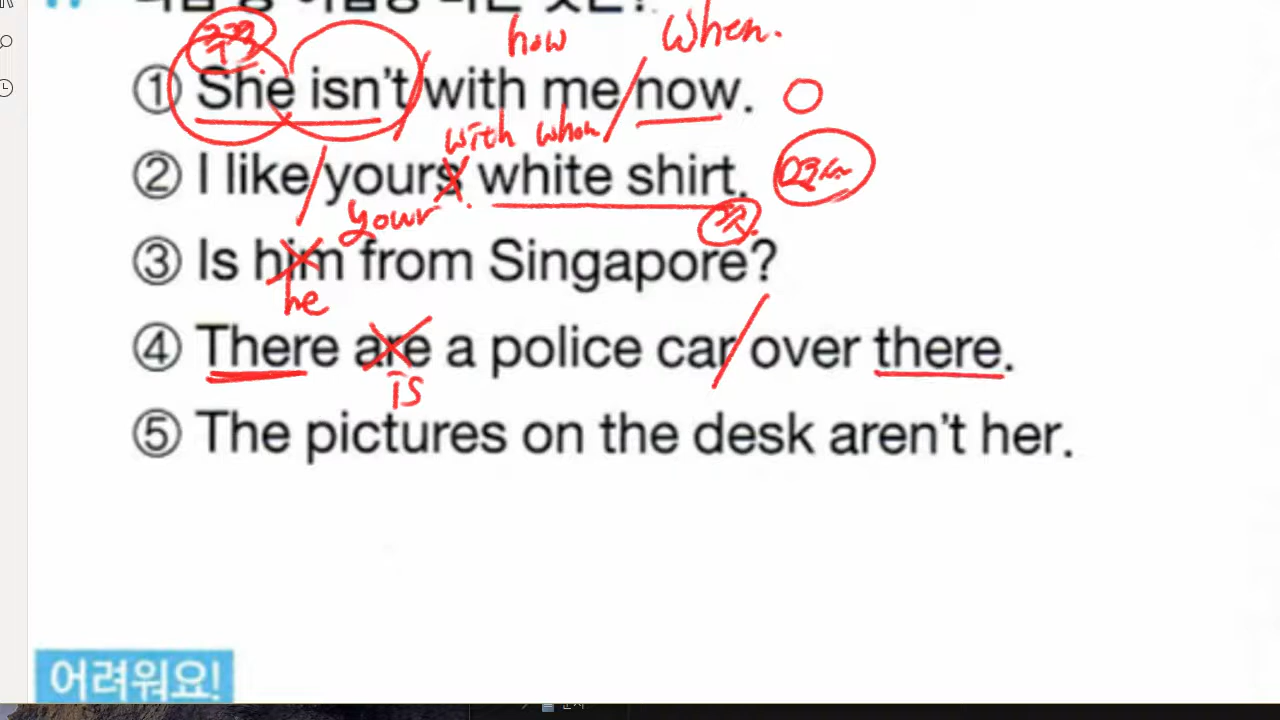 how when.
① She isn't with me now.
with whom
② I like yours white shirt.
your
③ Is him from Singapore?
he
④ There are a police car over there.
is
⑤ The pictures on the desk aren't her.
어려워요!